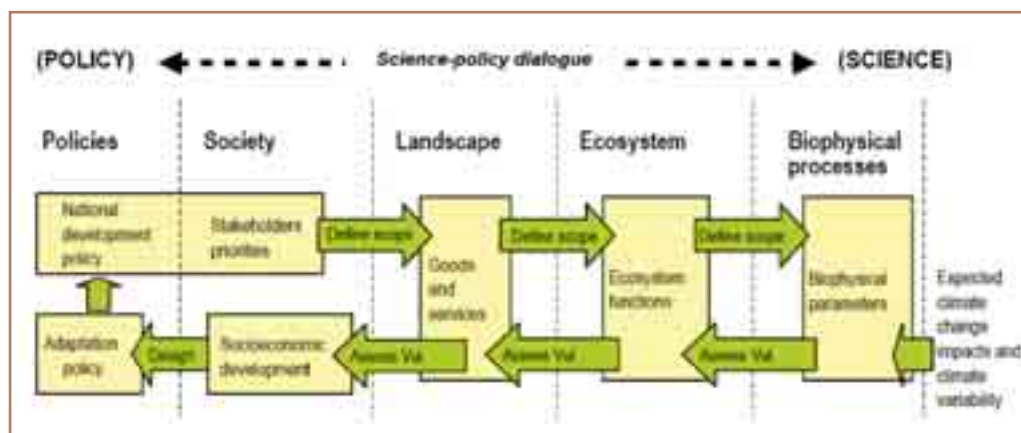 (POLICY) Science-policy dialogue (SCIENCE)
Policies
Society
Landscape
Ecosystem
Biophysical
processes
National
development
policy
Stakeholders
priorities
Define scope
Define scope
Define scope
Goods
and
services
Ecosystem
functions
Biophysical
parameters
Expected
climate
change
impacts and
climate
variability
Adaptation
policy
Design
Socioeconomic
development
Assess Vul
Assess Vul
Assess Vul